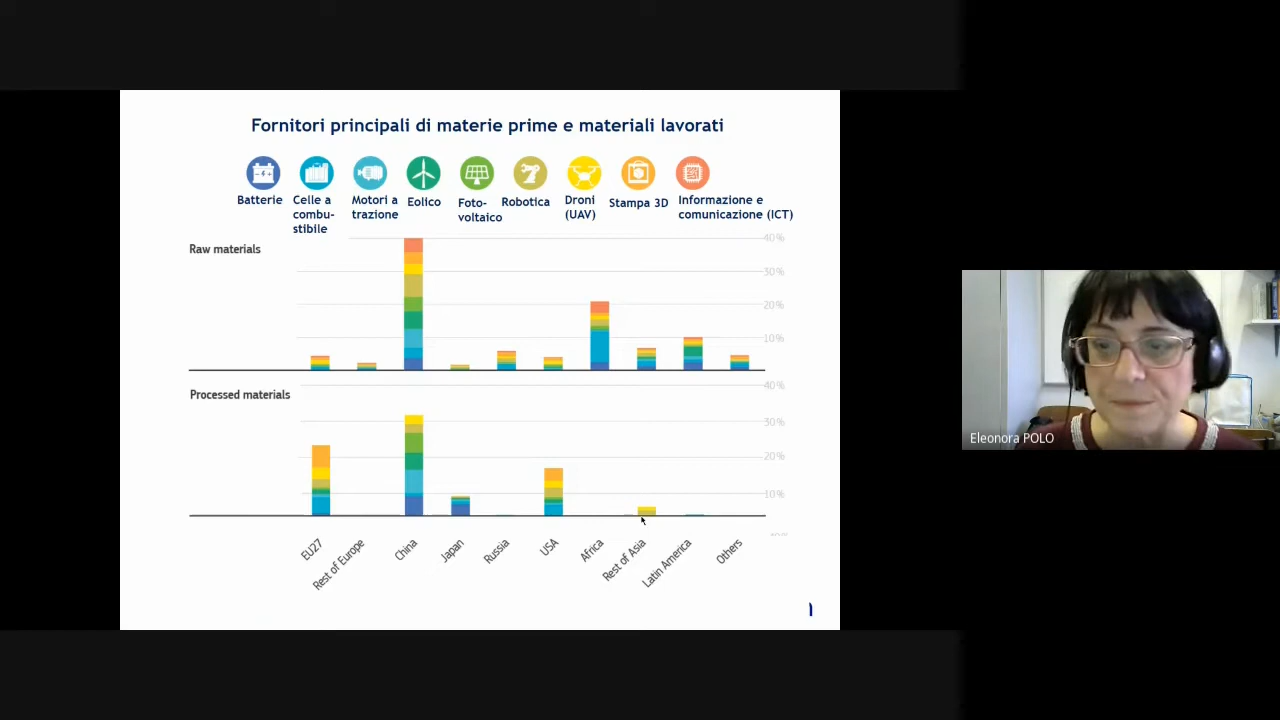 Fornitori principali di materie prime e materiali lavorati
Batterie
Celle a
combu-
stibile
Motori a
trazione
Eolico
Foto-
voltaico
Robotica
Droni
(UAV)
Stampa 3D
Informazione e
comunicazione (ICT)
Raw materials
40%
30%
20%
10%
Processed materials
40%
30%
20%
10%
EU27
Rest of Europe
China
Japan
Russia
USA
Africa
Rest of Asia
Latin America
Others
Eleonora POLO